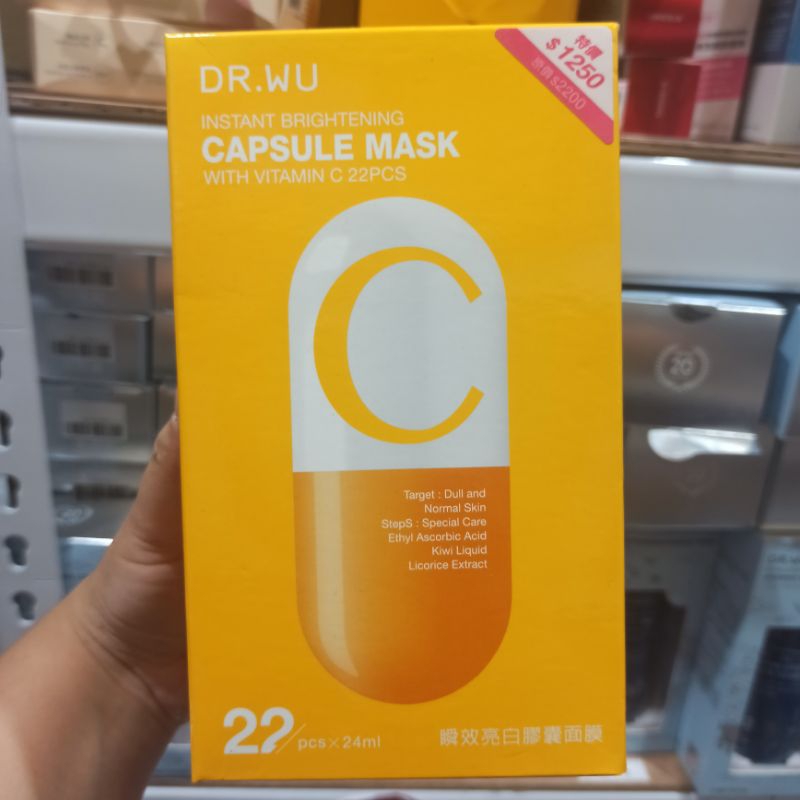 DR.WU
INSTANT BRIGHTENING
CAPSULE MASK
WITH VITAMIN C 22PCS
特價
$1250
原價$2200
C
Target : Dull and
Normal Skin
StepS : Special Care
Ethyl Ascorbic Acid
Kiwi Liquid
Licorice Extract
22/pcs×24ml
瞬效亮白膠囊面膜
20